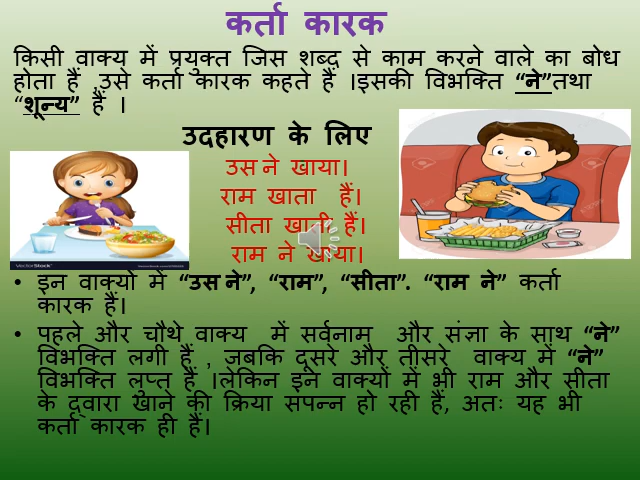 कर्ता कारक
किसी वाक्य में प्रयुक्त जिस शब्द से काम करने वाले का बोध
होता हैं ,उसे कर्ता कारक कहते हैं ।इसकी विभक्ति “ने”तथा
“शून्य” हैं ।
उदहारण के लिए
उस ने खाया।
राम खाता हैं।
सीता खाती हैं।
राम ने खाया।
• इन वाक्यों में “उस ने”, “राम”, “सीता”. “राम ने” कर्ता
कारक हैं।
• पहले और चौथे वाक्य में सर्वनाम और संज्ञा के साथ “ने”
विभक्ति लगी हैं , जबकि दूसरे और तीसरे वाक्य में “ने”
विभक्ति लुप्त हैं ।लेकिन इन वाक्यों में भी राम और सीता
के द्वारा खाने की क्रिया संपन्न हो रही हैं, अतः यह भी
कर्ता कारक ही हैं।
VectorStock